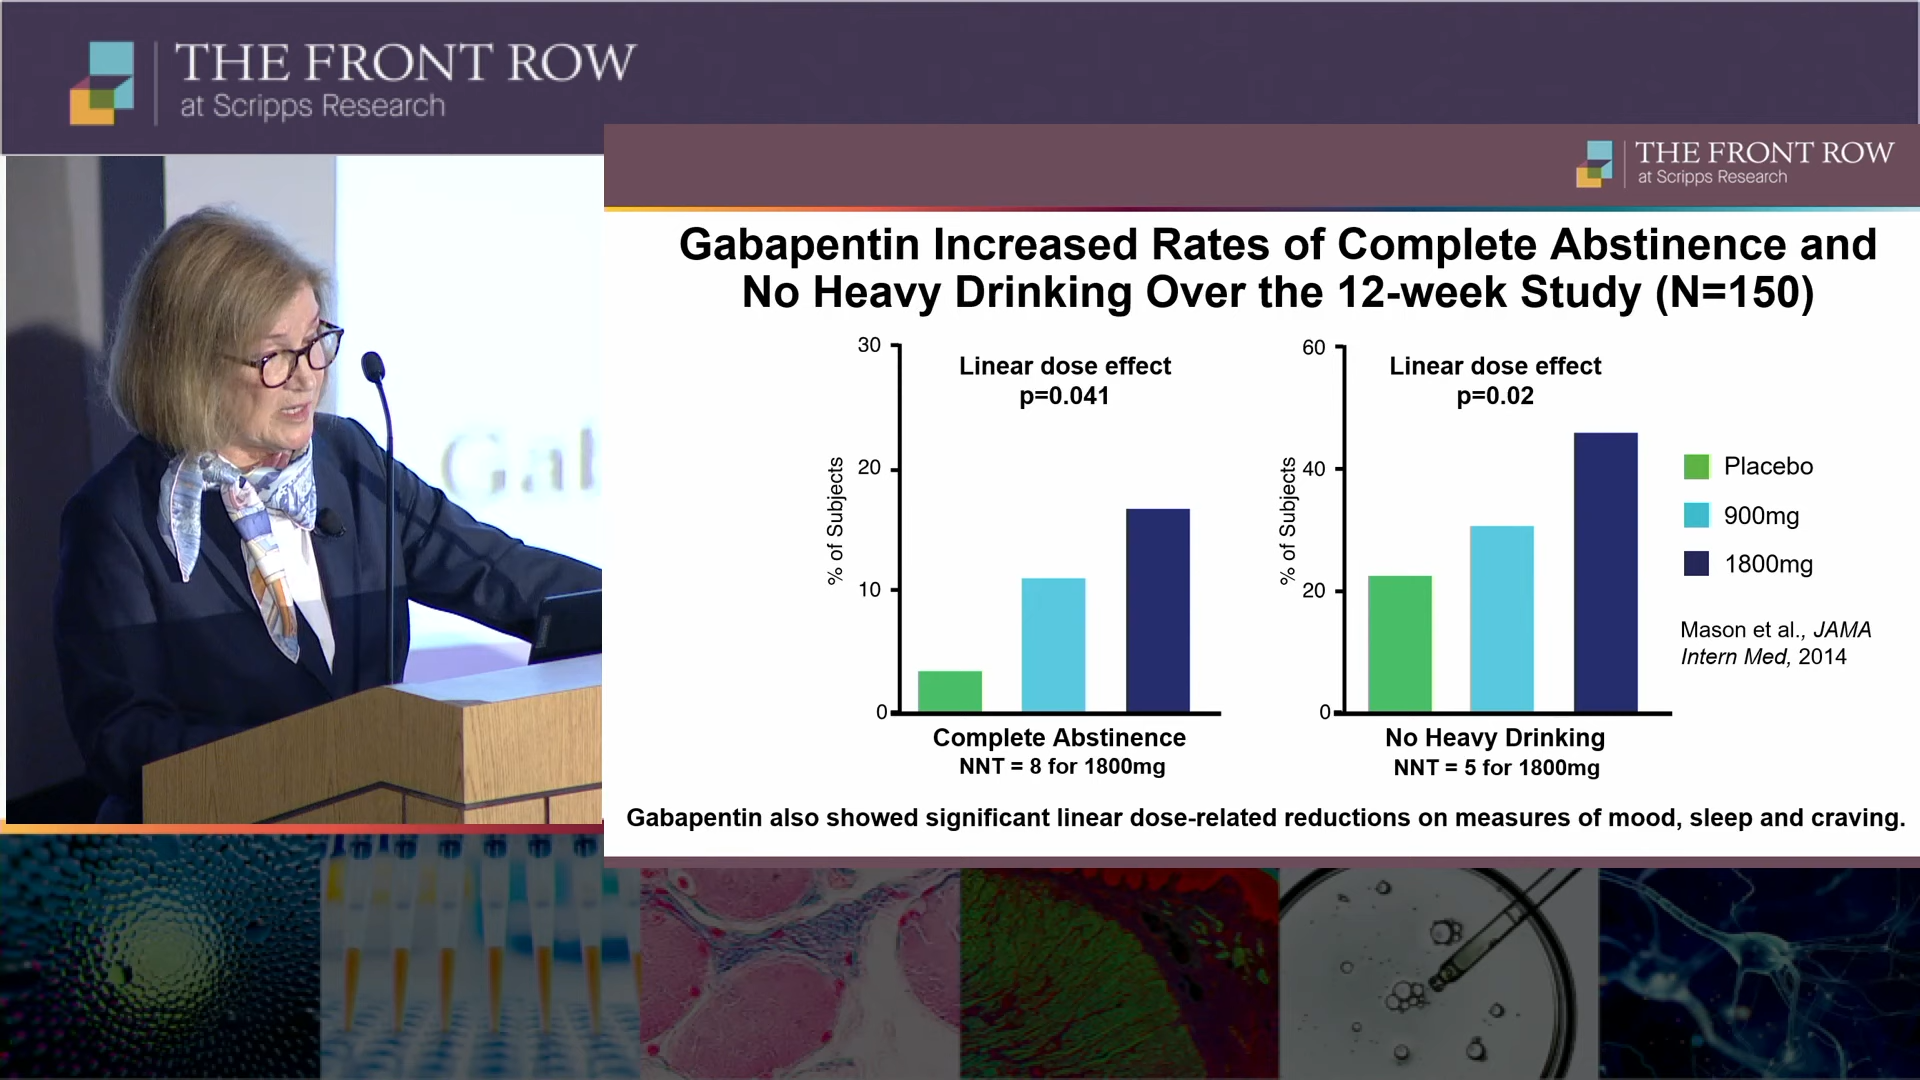 THE FRONT ROW
at Scripps Research
THE FRONT ROW
at Scripps Research
Gab
Gabapentin Increased Rates of Complete Abstinence and
No Heavy Drinking Over the 12-week Study (N=150)
30
20
10
0
% of Subjects
Linear dose effect
p=0.041
Complete Abstinence
NNT = 8 for 1800mg
60
40
20
0
% of Subjects
Linear dose effect
p=0.02
No Heavy Drinking
NNT = 5 for 1800mg
Placebo
900mg
1800mg
Mason et al., JAMA
Intern Med, 2014
Gabapentin also showed significant linear dose-related reductions on measures of mood, sleep and craving.